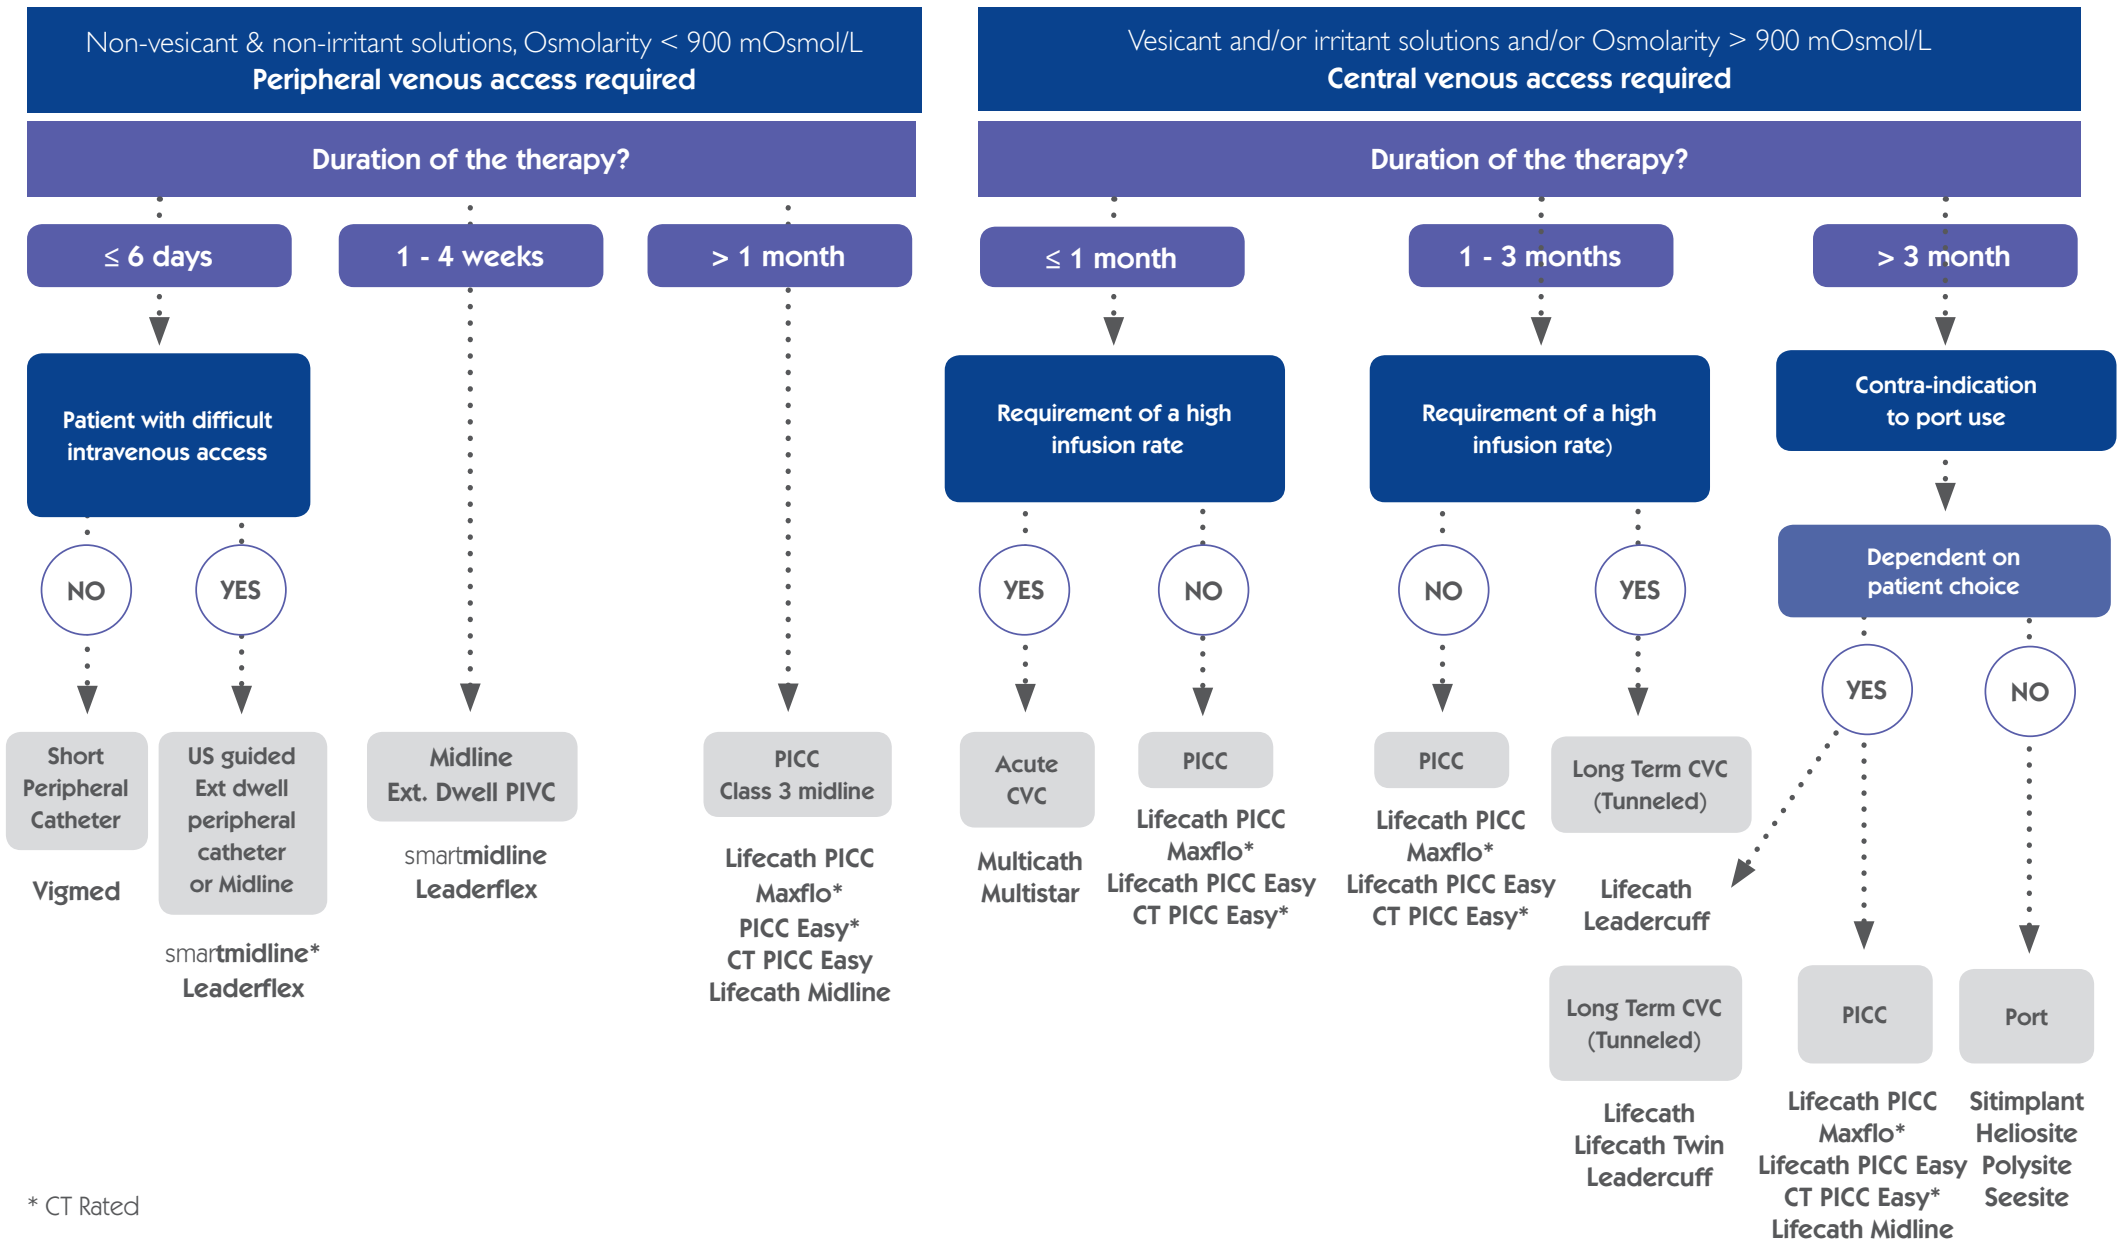 Non-vesicant & non-irritant solutions, Osmolarity < 900 mOsmol/L
Peripheral venous access required
Duration of the therapy?
≤ 6 days
1 - 4 weeks
> 1 month
Patient with difficult
intravenous access
NO
YES
Short
Peripheral
Catheter
Vigmed
US guided
Ext dwell
peripheral
catheter
or Midline
smartmidline*
Leaderflex
Midline
Ext. Dwell PIVC
smartmidline
Leaderflex
PICC
Class 3 midline
Lifecath PICC
Maxflo*
PICC Easy*
CT PICC Easy
Lifecath Midline
Vesicant and/or irritant solutions and/or Osmolarity > 900 mOsmol/L
Central venous access required
Duration of the therapy?
≤ 1 month
1 - 3 months
> 3 month
Requirement of a high
infusion rate
YES
NO
Acute
CVC
Multicath
Multistar
PICC
Lifecath PICC
Maxflo*
Lifecath PICC Easy
CT PICC Easy*
Requirement of a high
infusion rate)
NO
YES
PICC
Lifecath PICC
Maxflo*
Lifecath PICC Easy
CT PICC Easy*
Long Term CVC
(Tunneled)
Lifecath
Leadercuff
Contra-indication
to port use
Dependent on
patient choice
YES
NO
Long Term CVC
(Tunneled)
Lifecath
Lifecath Twin
Leadercuff
PICC
Lifecath PICC
Maxflo*
Lifecath PICC Easy
CT PICC Easy*
Lifecath Midline
Port
Sitimplant
Heliosite
Polysite
Seesite
* CT Rated